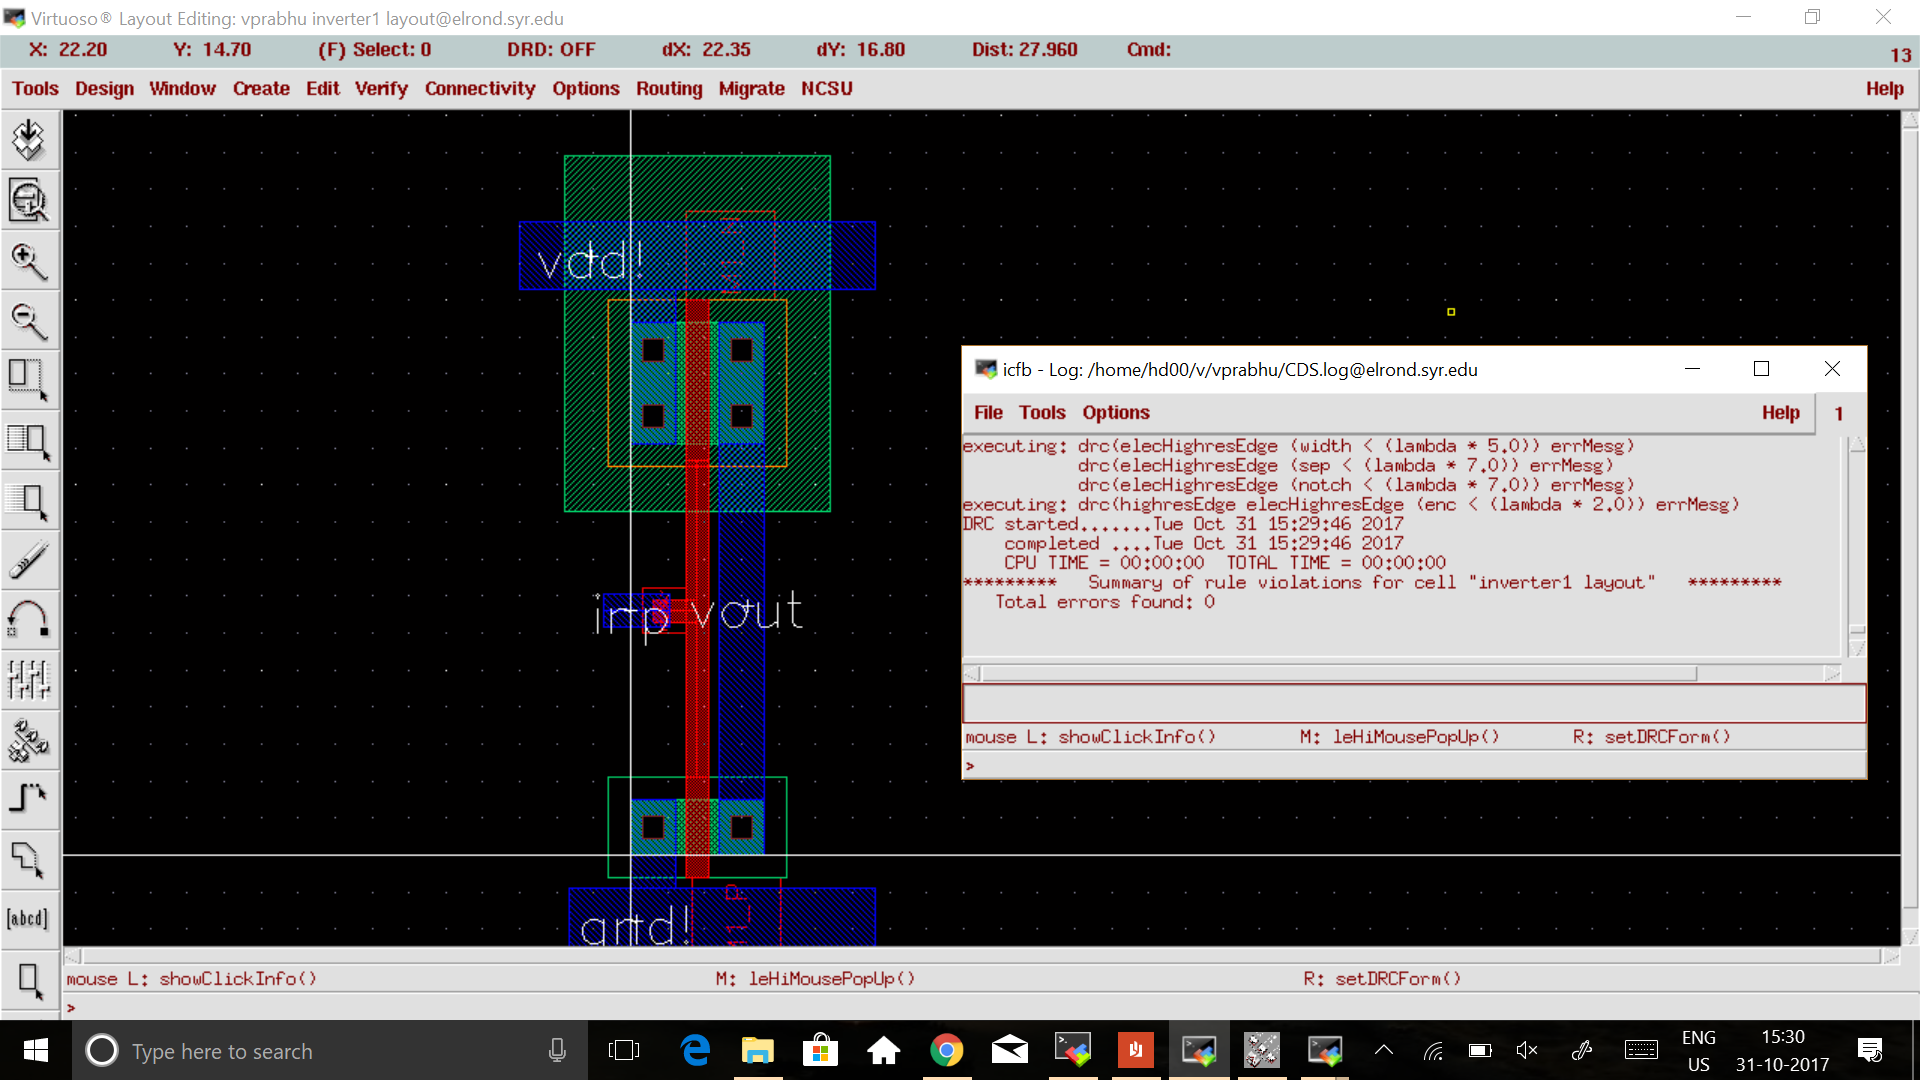 Virtuoso® Layout Editing: vprabhu inverter1 layout@elrond.syr.edu
X: 22.20 Y: 14.70 (F) Select: 0 DRD: OFF dX: 22.35 dY: 16.80 Dist: 27.960 Cmd: 13
Tools Design Window Create Edit Verify Connectivity Options Routing Migrate NCSU Help
vdd!
inp vout
gnd!
[abcd]
icfb - Log: /home/hd00/v/vprabhu/CDS.log@elrond.syr.edu
File Tools Options Help 1
executing: drc(elecHighresEdge (width < (lambda * 5.0)) errMesg)
drc(elecHighresEdge (sep < (lambda * 7.0)) errMesg)
drc(elecHighresEdge (notch < (lambda * 7.0)) errMesg)
executing: drc(highresEdge elecHighresEdge (enc < (lambda * 2.0)) errMesg)
DRC started.......Tue Oct 31 15:29:46 2017
completed ....Tue Oct 31 15:29:46 2017
CPU TIME = 00:00:00 TOTAL TIME = 00:00:00
********* Summary of rule violations for cell "inverter1 layout" *********
Total errors found: 0
mouse L: showClickInfo() M: leHiMousePopUp() R: setDRCForm()
>
mouse L: showClickInfo() M: leHiMousePopUp() R: setDRCForm()
>
Type here to search
ENG
US
15:30
31-10-2017